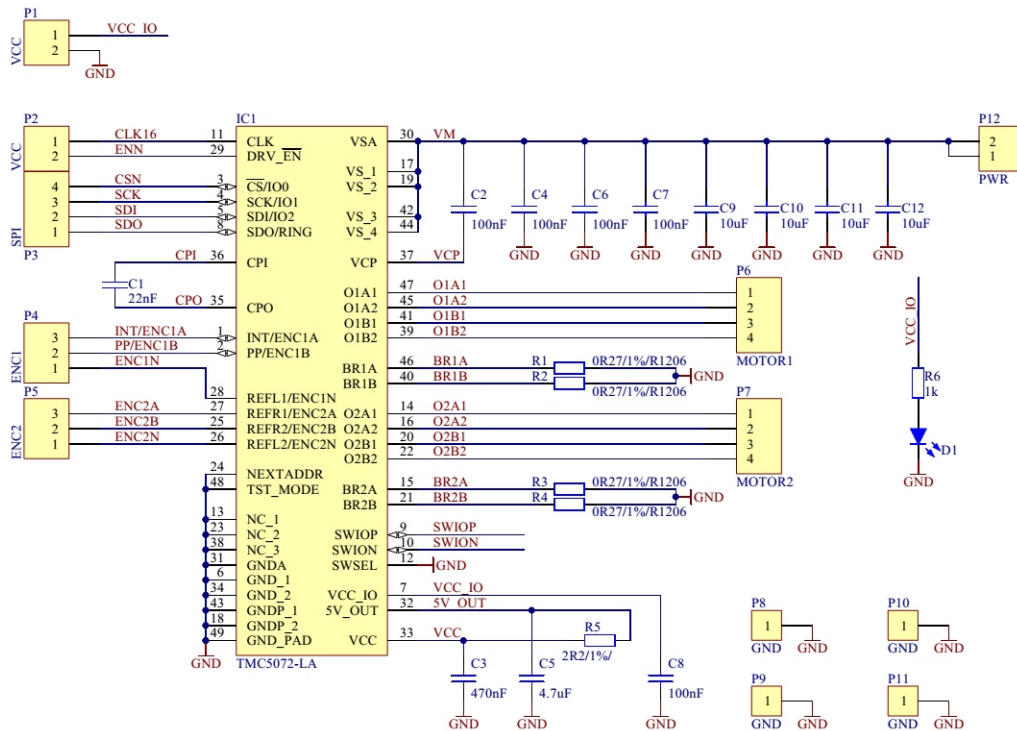 P1
VCC
1
2
VCC_IO
GND
P2
VCC
1
2
CLK16
ENN
SPI
4
3
2
1
CSN
SCK
SDI
SDO
P3
CPI
C1
22nF
CPO
P4
ENC1
3
2
1
INT/ENC1A
PP/ENC1B
ENC1N
P5
ENC2
3
2
1
ENC2A
ENC2B
ENC2N
IC1
11 CLK
29 DRV_EN
3 CS/IO0
4 SCK/IO1
5 SDI/IO2
8 SDO/RING
36 CPI
35 CPO
1 INT/ENC1A
2 PP/ENC1B
28 REFL1/ENC1N
27 REFR1/ENC2A
25 REFR2/ENC2B
26 REFL2/ENC2N
24 NEXTADDR
48 TST_MODE
13 NC_1
23 NC_2
38 NC_3
31 GNDA
6 GND_1
34 GND_2
43 GNDP_1
18 GNDP_2
49 GND_PAD
GND
TMC5072-LA
VSA 30 VM
VS_1 17
VS_2 19
VS_3 42
VS_4 44
VCP 37 VCP
O1A1 47 O1A1
O1A2 45 O1A2
O1B1 41 O1B1
O1B2 39 O1B2
BR1A 46 BR1A
BR1B 40 BR1B
O2A1 14 O2A1
O2A2 16 O2A2
O2B1 20 O2B1
O2B2 22 O2B2
BR2A 15 BR2A
BR2B 21 BR2B
SWIOP 9 SWIOP
SWION 10 SWION
SWSEL 12 GND
VCC_IO 7 VCC_IO
5V_OUT 32 5V_OUT
VCC 33 VCC
C2
100nF
C4
100nF
GND
C6
100nF
GND
C7
100nF
GND
C9
10uF
GND
C10
10uF
GND
C11
10uF
GND
C12
10uF
GND
P12
2
1
PWR
P6
1
2
3
4
MOTOR1
R1 0R27/1%/R1206
R2
0R27/1%/R1206
GND
P7
1
2
3
4
MOTOR2
R3 0R27/1%/R1206
R4
0R27/1%/R1206
GND
VCC_IO
R6
1k
D1
GND
R5
2R2/1%/
C3
470nF
GND
C5
4.7uF
GND
C8
100nF
GND
P8
1
GND
GND
P10
1
GND
GND
P9
1
GND
GND
P11
1
GND
GND